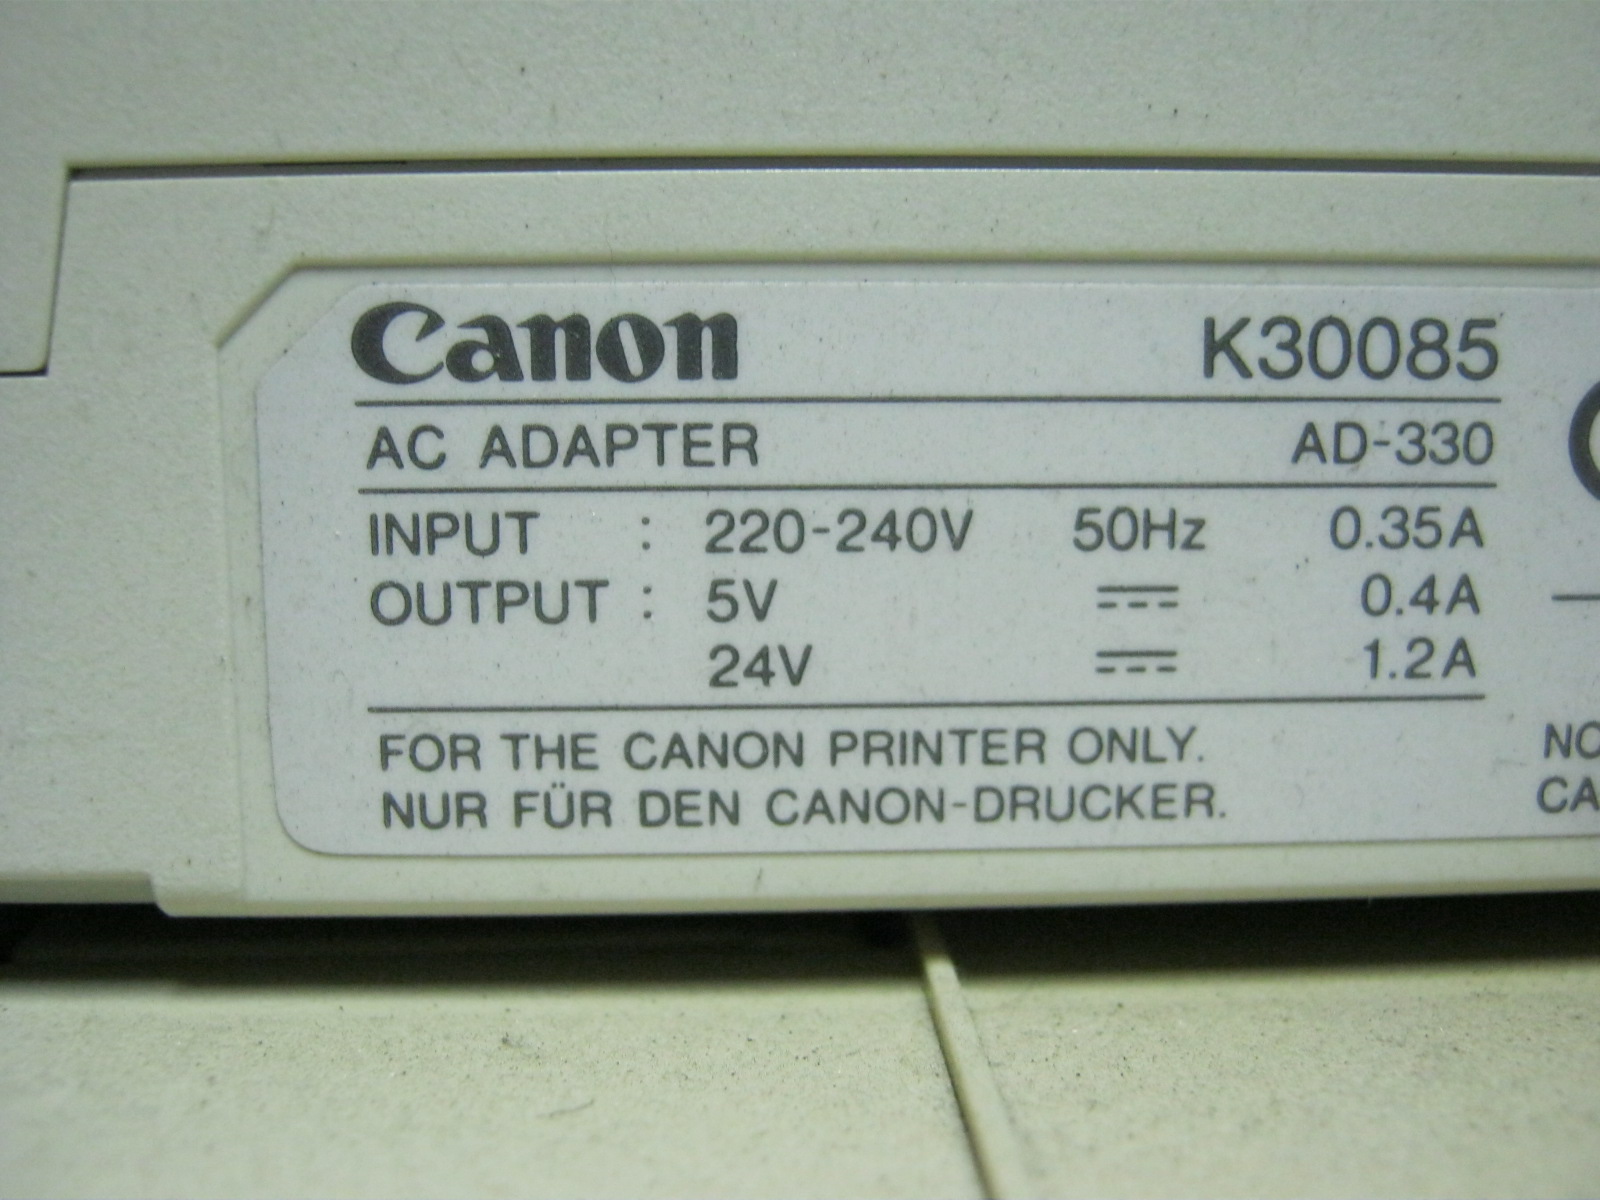 Canon K30085
AC ADAPTER AD-330
INPUT : 220-240V 50Hz 0.35A
OUTPUT : 5V ⎓ 0.4A
24V ⎓ 1.2A
FOR THE CANON PRINTER ONLY.
NUR FÜR DEN CANON-DRUCKER.